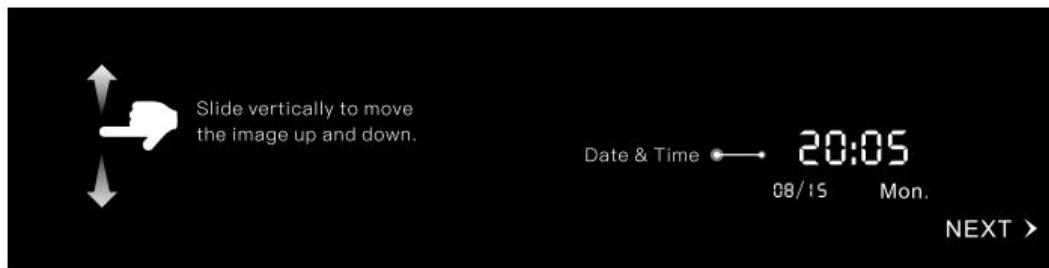 Slide vertically to move
the image up and down.
Date & Time
20:05
08/15 Mon.
NEXT >